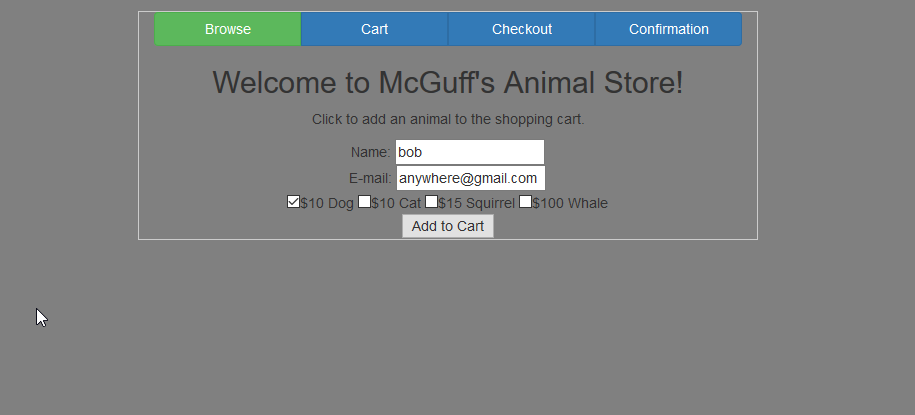 Browse Cart Checkout Confirmation
Welcome to McGuff's Animal Store!
Click to add an animal to the shopping cart.
Name: bob
E-mail: anywhere@gmail.com
$10 Dog $10 Cat $15 Squirrel $100 Whale
Add to Cart